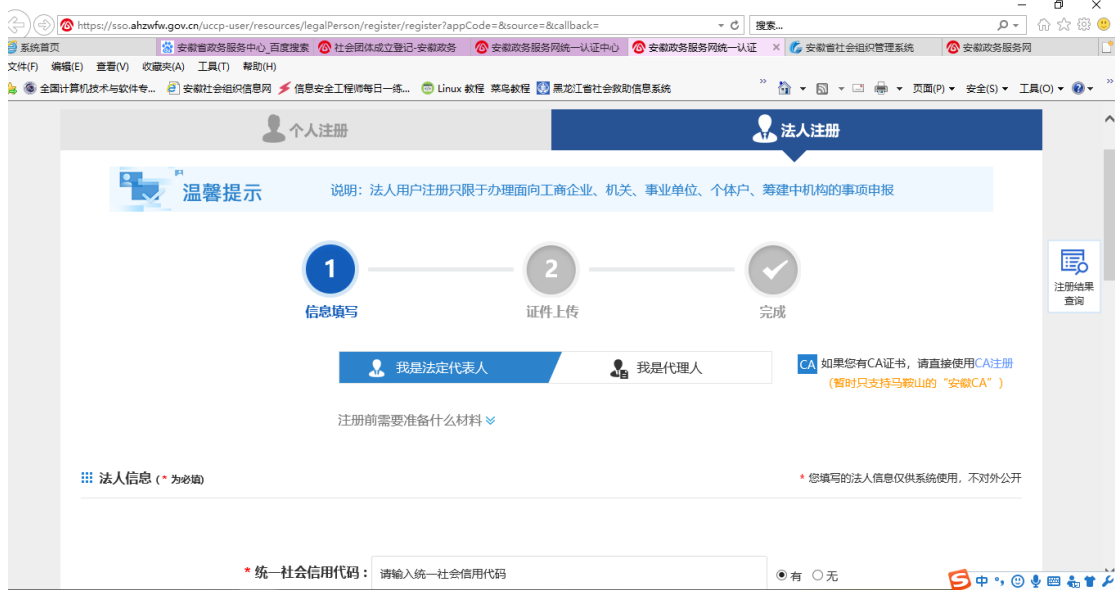 https://sso.ahzwfw.gov.cn/uccp-user/resources/legalPerson/register/register?appCode=&source=&callback=
搜索...
系统首页
安徽省政务服务中心_百度搜索
社会团体成立登记-安徽政务
安徽政务服务网统一认证中心
安徽政务服务网统一认证
安徽省社会组织管理系统
安徽政务服务网
文件(F) 编辑(E) 查看(V) 收藏夹(A) 工具(T) 帮助(H)
全国计算机技术与软件专... 安徽社会组织信息网 信息安全工程师每日一练... Linux 教程 菜鸟教程 黑龙江省社会救助信息系统
页面(P) 安全(S) 工具(O)
个人注册
法人注册
温馨提示
说明：法人用户注册只限于办理面向工商企业、机关、事业单位、个体户、筹建中机构的事项申报
1
2
信息填写
证件上传
完成
注册结果
查询
我是法定代表人
我是代理人
CA 如果您有CA证书，请直接使用CA注册
（暂时只支持马鞍山的“安徽CA”）
注册前需要准备什么材料
法人信息 (* 为必填)
* 您填写的法人信息仅供系统使用，不对外公开
* 统一社会信用代码：
请输入统一社会信用代码
有 无
中